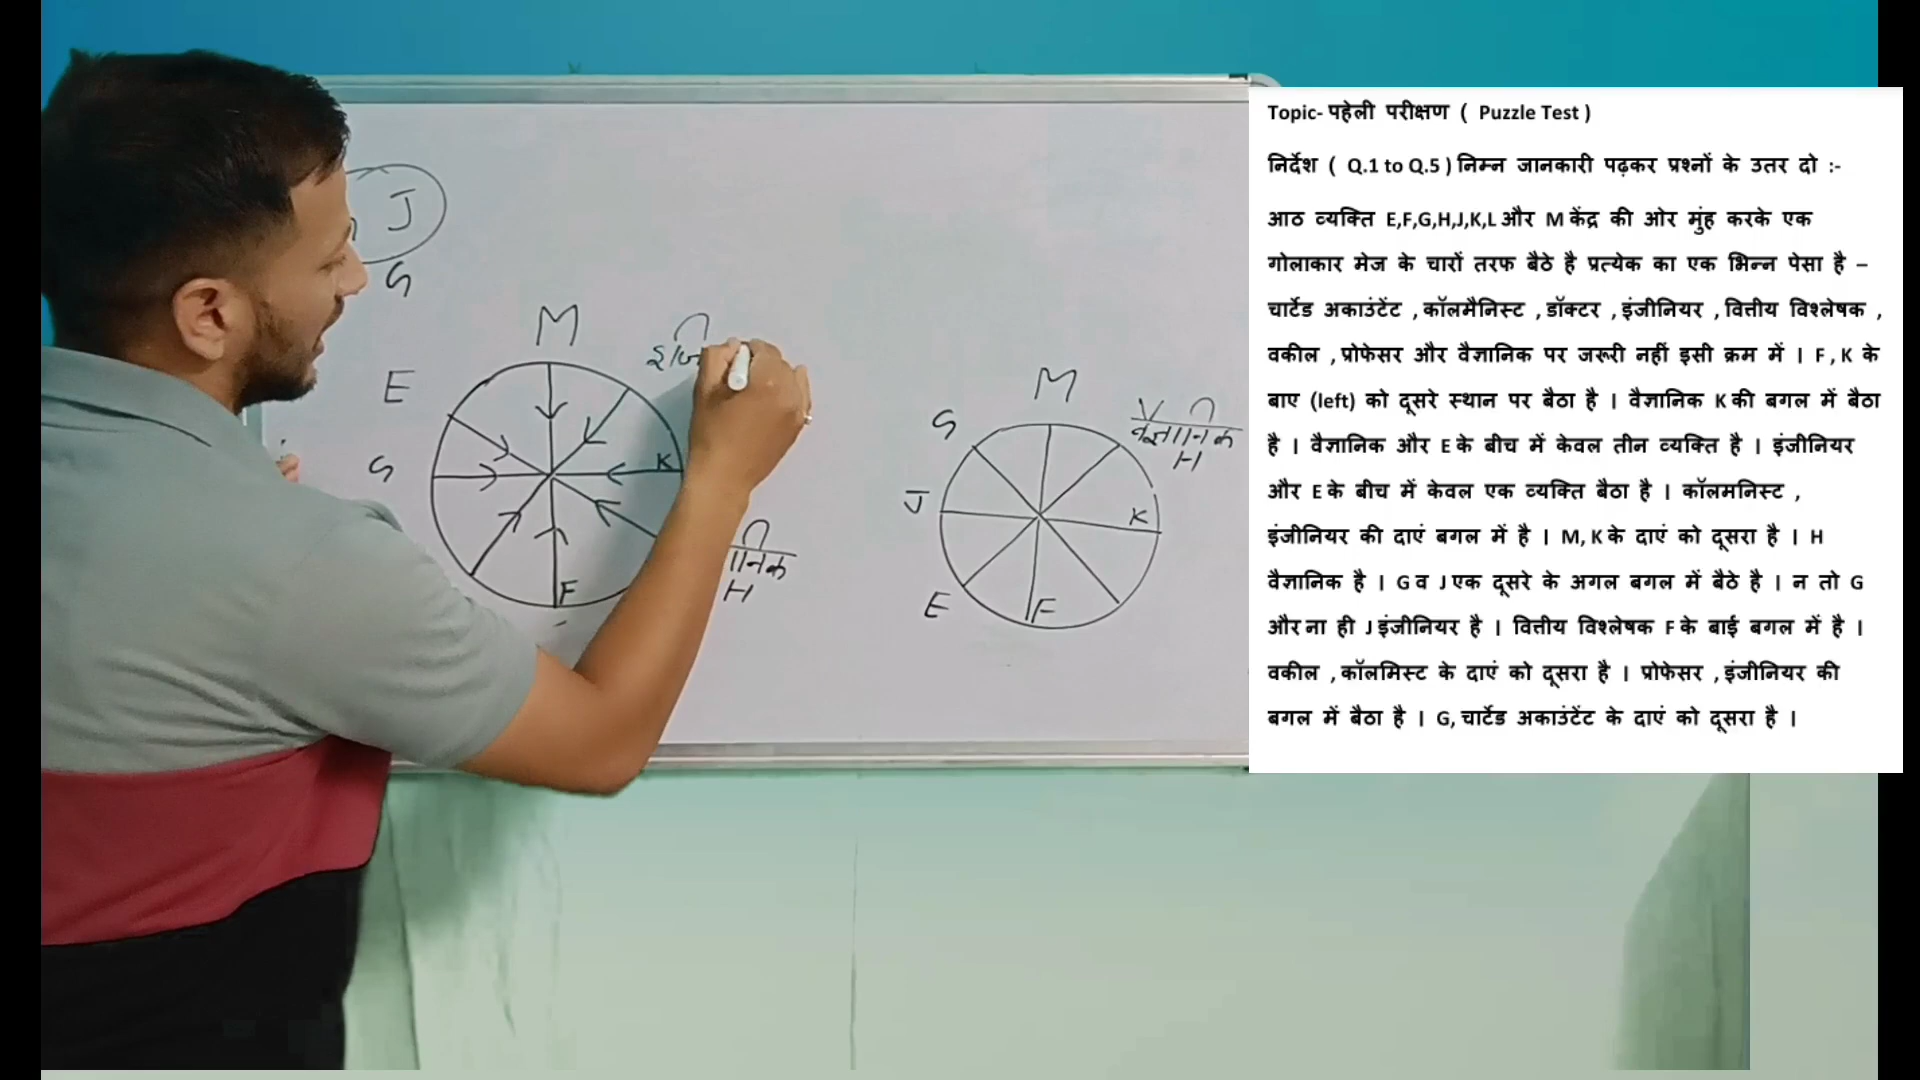 Topic- पहेली परीक्षण ( Puzzle Test )
निर्देश ( Q.1 to Q.5 ) निम्न जानकारी पढ़कर प्रश्नों के उतर दो :-
आठ व्यक्ति E,F,G,H,J,K,L और M केंद्र की ओर मुंह करके एक
गोलाकार मेज के चारों तरफ बैठे है प्रत्येक का एक भिन्न पेसा है –
चार्टेड अकाउंटेंट , कॉलमैनिस्ट , डॉक्टर , इंजीनियर , वित्तीय विश्लेषक ,
वकील , प्रोफेसर और वैज्ञानिक पर जरूरी नहीं इसी क्रम में । F , K के
बाए (left) को दूसरे स्थान पर बैठा है । वैज्ञानिक K की बगल में बैठा
है । वैज्ञानिक और E के बीच में केवल तीन व्यक्ति है । इंजीनियर
और E के बीच में केवल एक व्यक्ति बैठा है । कॉलमनिस्ट ,
इंजीनियर की दाएं बगल में है । M, K के दाएं को दूसरा है । H
वैज्ञानिक है । G व J एक दूसरे के अगल बगल में बैठे है । न तो G
और ना ही J इंजीनियर है । वित्तीय विश्लेषक F के बाई बगल में है ।
वकील , कॉलमिस्ट के दाएं को दूसरा है । प्रोफेसर , इंजीनियर की
बगल में बैठा है । G, चार्टेड अकाउंटेंट के दाएं को दूसरा है ।
J
G
M
E
G
K
F
H
M
G
वैज्ञानिक
H
J
K
E
F